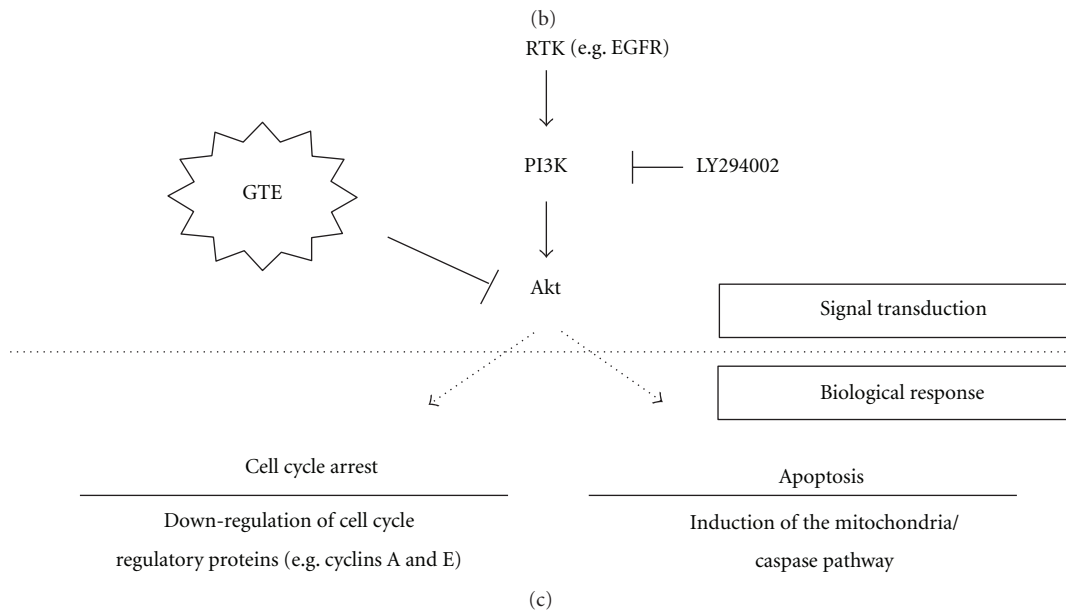 (b)
RTK (e.g. EGFR)
PI3K
LY294002
GTE
Akt
Signal transduction
Biological response
Cell cycle arrest
Down-regulation of cell cycle
regulatory proteins (e.g. cyclins A and E)
Apoptosis
Induction of the mitochondria/
caspase pathway
(c)